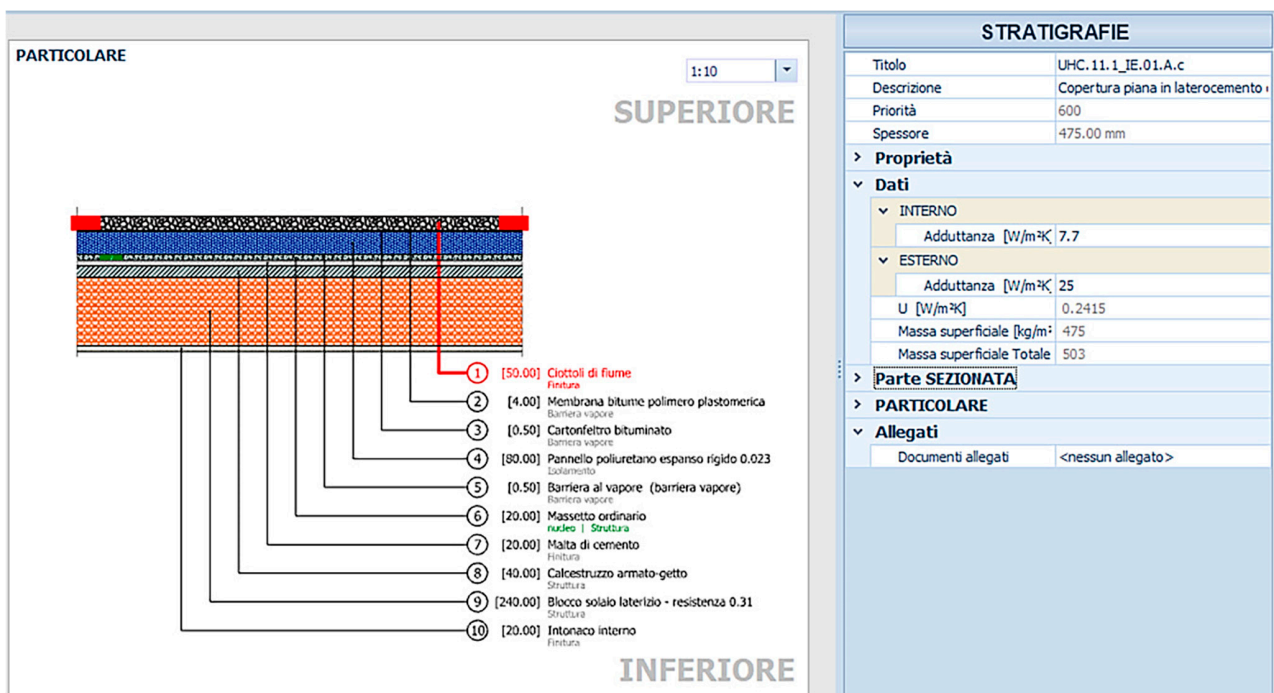 PARTICOLARE
1:10
SUPERIORE
1 [50.00] Ciottoli di fiume
Finitura
2 [4.00] Membrana bitume polimero plastomerica
Barriera vapore
3 [0.50] Cartonfeltro bituminato
Barriera vapore
4 [80.00] Pannello poliuretano espanso rigido 0.023
Isolamento
5 [0.50] Barriera al vapore (barriera vapore)
Barriera vapore
6 [20.00] Massetto ordinario
nucleo | Struttura
7 [20.00] Malta di cemento
Finitura
8 [40.00] Calcestruzzo armato-getto
Struttura
9 [240.00] Blocco solaio laterizio - resistenza 0.31
Struttura
10 [20.00] Intonaco interno
Finitura
INFERIORE
STRATIGRAFIE
Titolo UHC.11.1_IE.01.A.c
Descrizione Copertura piana in laterocemento
Priorità 600
Spessore 475.00 mm
Proprietà
Dati
INTERNO
Adduttanza [W/m²K] 7.7
ESTERNO
Adduttanza [W/m²K] 25
U [W/m²K] 0.2415
Massa superficiale [kg/m² 475
Massa superficiale Totale 503
Parte SEZIONATA
PARTICOLARE
Allegati
Documenti allegati <nessun allegato>